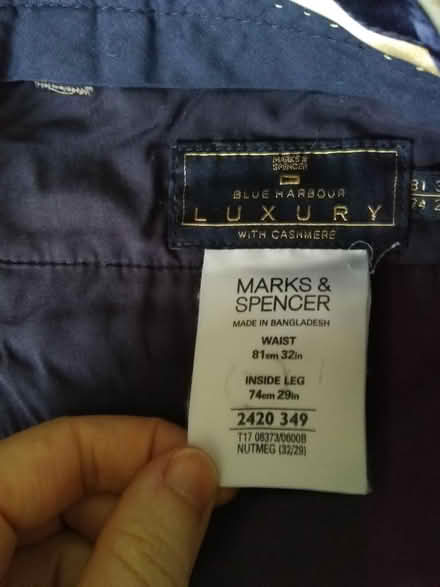 MARKS &
SPENCER
BLUE HARBOUR
LUXURY
WITH CASHMERE
MARKS &
SPENCER
MADE IN BANGLADESH
WAIST
81cm 32in
INSIDE LEG
74cm 29in
2420 349
T17 08373/0600B
NUTMEG (32/29)